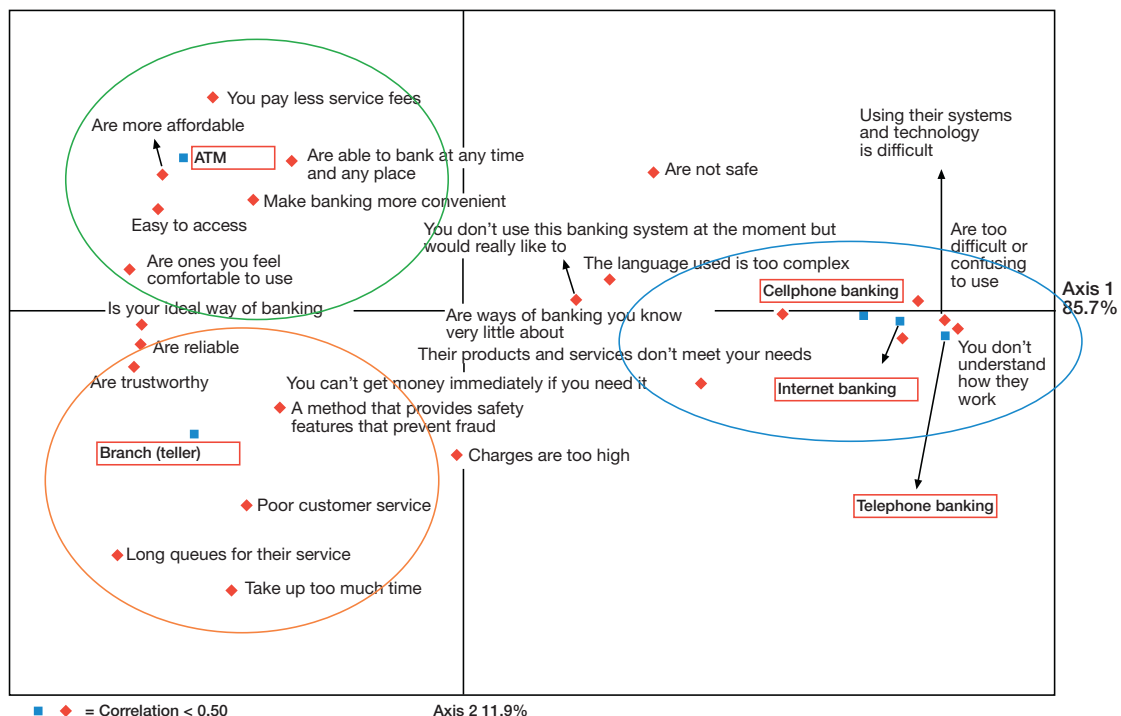 You pay less service fees
Are more affordable
ATM
Are able to bank at any time
and any place
Make banking more convenient
Easy to access
Are ones you feel
comfortable to use
Is your ideal way of banking
Are reliable
Are trustworthy
You can't get money immediately if you need it
A method that provides safety
features that prevent fraud
Branch (teller)
Poor customer service
Long queues for their service
Take up too much time
Charges are too high
Are not safe
You don't use this banking system at the moment but
would really like to
The language used is too complex
Are ways of banking you know
very little about
Their products and services don't meet your needs
Using their systems
and technology
is difficult
Are too
difficult or
confusing
to use
Cellphone banking
Axis 1
85.7%
Internet banking
You don't
understand
how they
work
Telephone banking
= Correlation < 0.50
Axis 2 11.9%